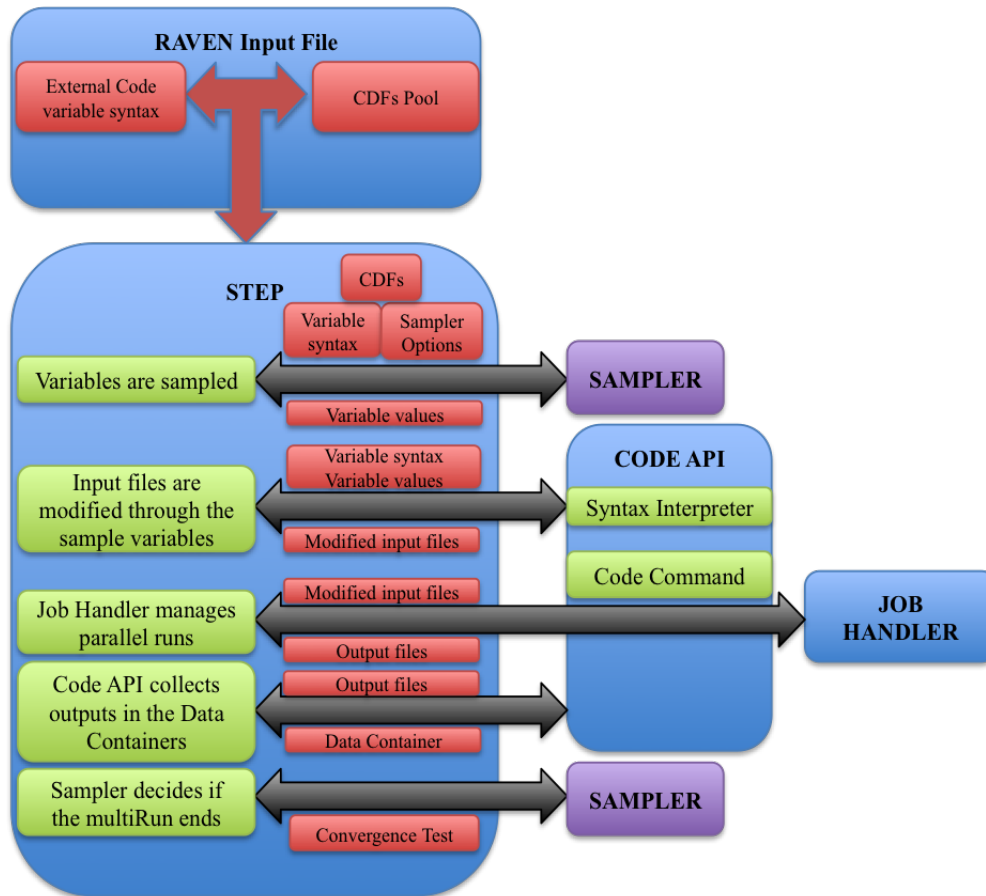 RAVEN Input File
External Code
variable syntax
CDFs Pool
STEP
CDFs
Variable
syntax
Sampler
Options
Variables are sampled
SAMPLER
Variable values
Input files are
modified through the
sample variables
Variable syntax
Variable values
Modified input files
CODE API
Syntax Interpreter
Code Command
Job Handler manages
parallel runs
Modified input files
Output files
JOB
HANDLER
Code API collects
outputs in the Data
Containers
Output files
Data Container
Sampler decides if
the multiRun ends
Convergence Test
SAMPLER